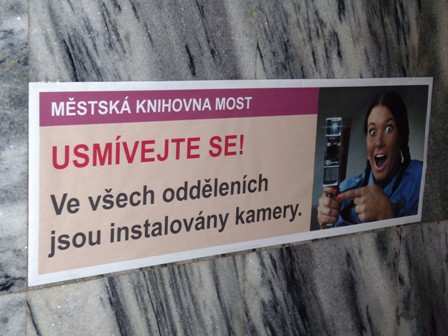 MĚSTSKÁ KNIHOVNA MOST
USMÍVEJTE SE!
Ve všech odděleních
jsou instalovány kamery.